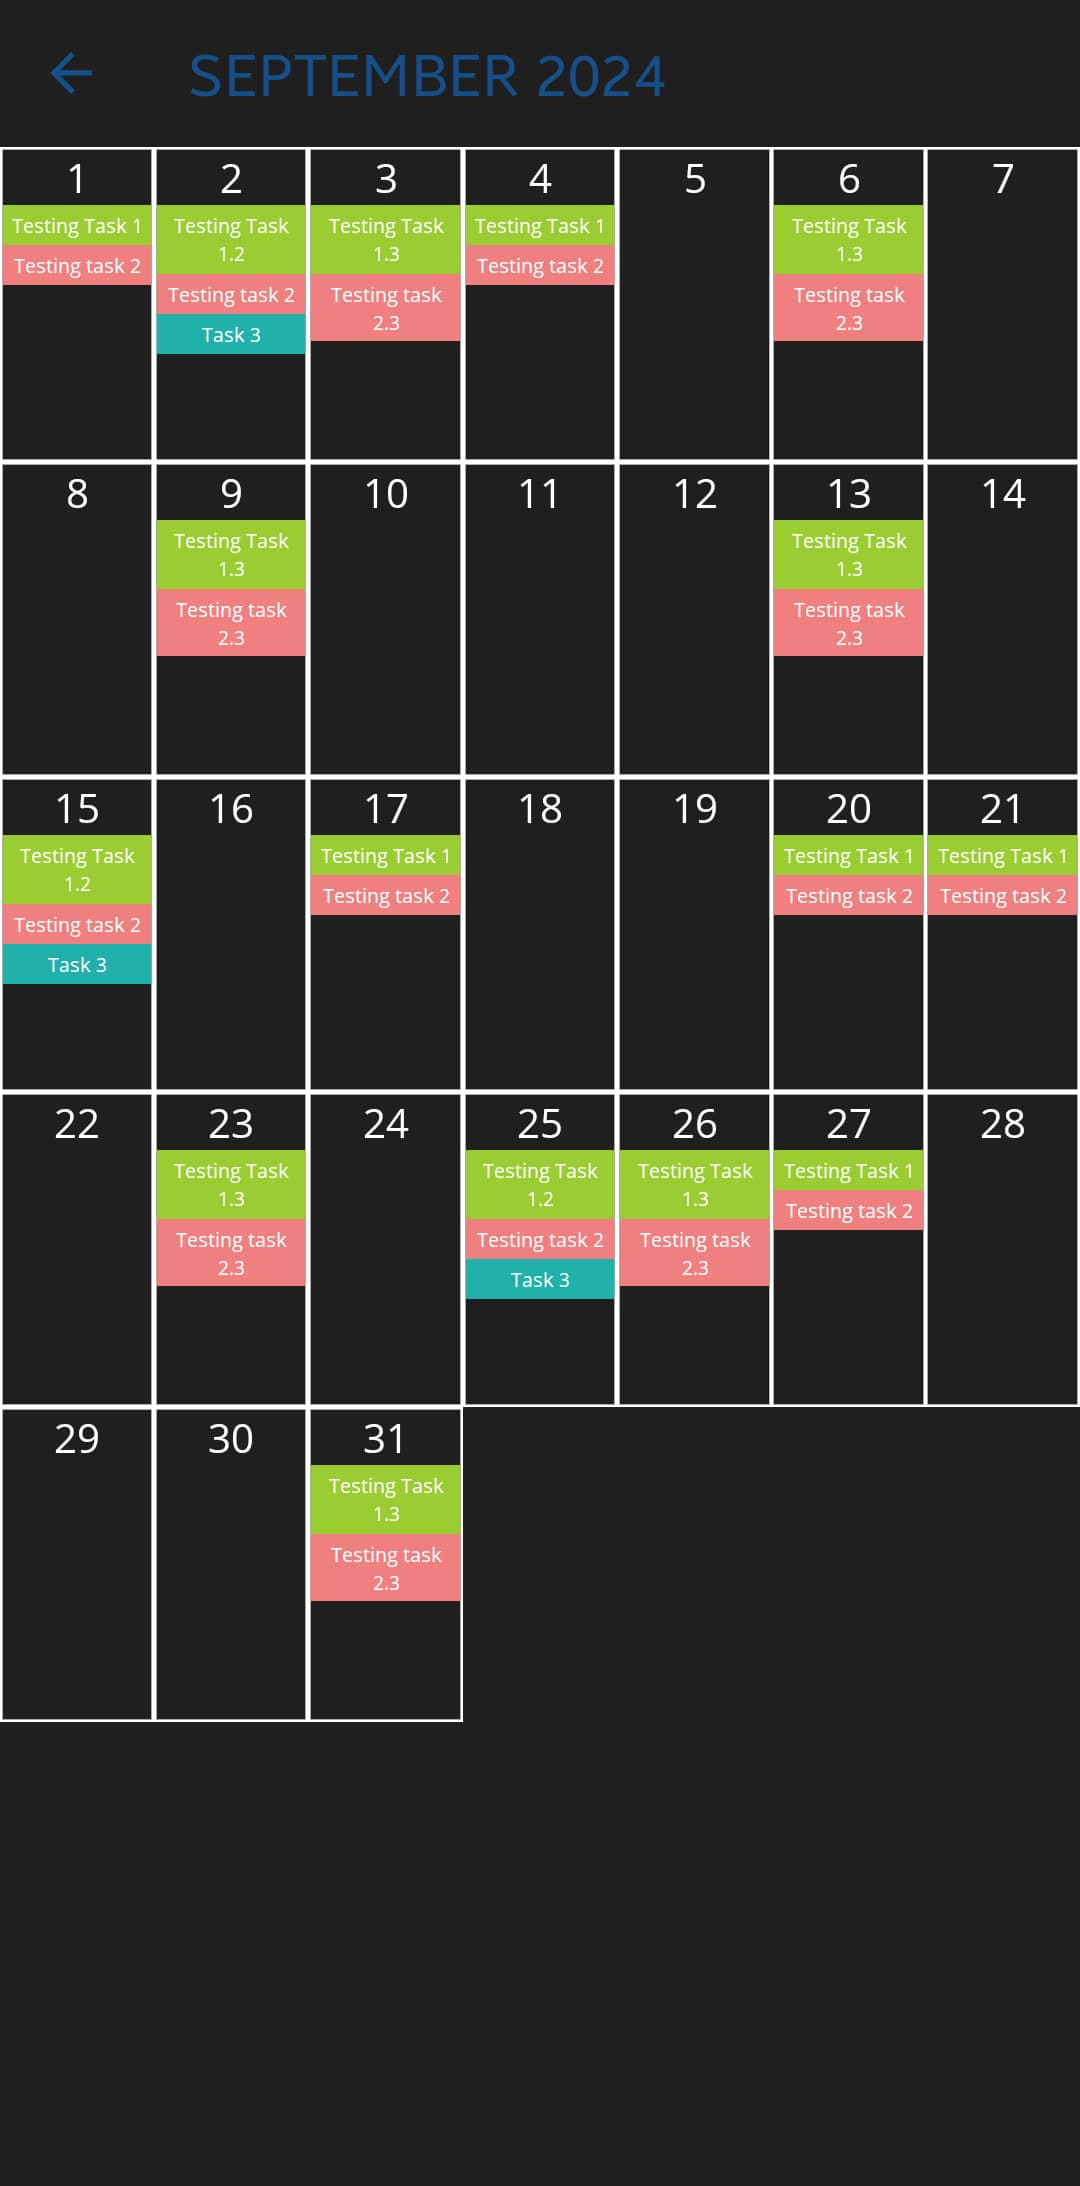 SEPTEMBER 2024
1
Testing Task 1
Testing task 2
2
Testing Task
1.2
Testing task 2
Task 3
3
Testing Task
1.3
Testing task
2.3
4
Testing Task 1
Testing task 2
5
6
Testing Task
1.3
Testing task
2.3
7
8
9
Testing Task
1.3
Testing task
2.3
10
11
12
13
Testing Task
1.3
Testing task
2.3
14
15
Testing Task
1.2
Testing task 2
Task 3
16
17
Testing Task 1
Testing task 2
18
19
20
Testing Task 1
Testing task 2
21
Testing Task 1
Testing task 2
22
23
Testing Task
1.3
Testing task
2.3
24
25
Testing Task
1.2
Testing task 2
Task 3
26
Testing Task
1.3
Testing task
2.3
27
Testing Task 1
Testing task 2
28
29
30
31
Testing Task
1.3
Testing task
2.3